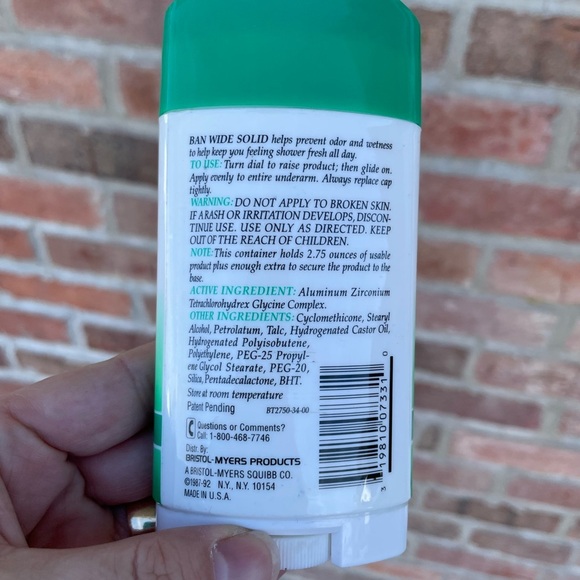 BAN WIDE SOLID helps prevent odor and wetness
to help keep you feeling shower fresh all day.
TO USE: Turn dial to raise product; then glide on.
Apply evenly to entire underarm. Always replace cap
tightly.
WARNING: DO NOT APPLY TO BROKEN SKIN.
IF A RASH OR IRRITATION DEVELOPS, DISCON-
TINUE USE. USE ONLY AS DIRECTED. KEEP
OUT OF THE REACH OF CHILDREN.
NOTE: This container holds 2.75 ounces of usable
product plus enough extra to secure the product to the
base.
ACTIVE INGREDIENT: Aluminum Zirconium
Tetrachlorohydrex Glycine Complex.
OTHER INGREDIENTS: Cyclomethicone, Stearyl
Alcohol, Petrolatum, Talc, Hydrogenated Castor Oil,
Hydrogenated Polyisobutene,
Polyethylene, PEG-25 Propyl-
ene Glycol Stearate, PEG-20,
Silica, Pentadecalactone, BHT.
Store at room temperature
Patent Pending BT2750-34-00
Questions or Comments?
Call: 1-800-468-7746
Distr. By:
BRISTOL-MYERS PRODUCTS
A BRISTOL-MYERS SQUIBB CO.
©1987-92 N.Y., N.Y. 10154
MADE IN U.S.A.
3 19810 07331 0